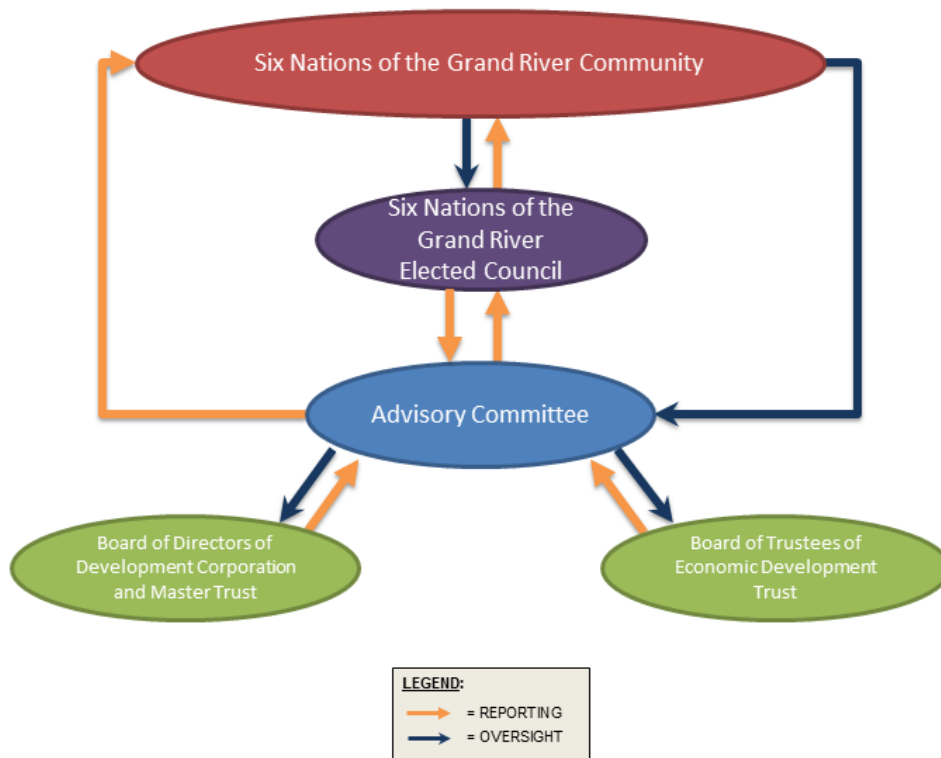 Six Nations of the Grand River Community
Six Nations of the
Grand River
Elected Council
Advisory Committee
Board of Directors of
Development Corporation
and Master Trust
Board of Trustees of
Economic Development
Trust
LEGEND:
= REPORTING
= OVERSIGHT